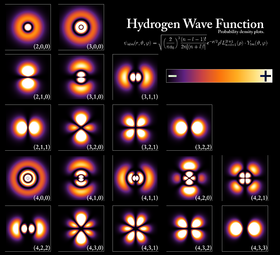 Hydrogen Wave Function
Probability density plots.
− +
(2,0,0) (3,0,0)
(2,1,0) (3,1,0) (3,1,1)
(2,1,1) (3,2,0) (3,2,1) (3,2,2)
(4,0,0) (4,1,0) (4,1,1) (4,2,0) (4,2,1)
(4,2,2) (4,3,0) (4,3,1) (4,3,2) (4,3,3)